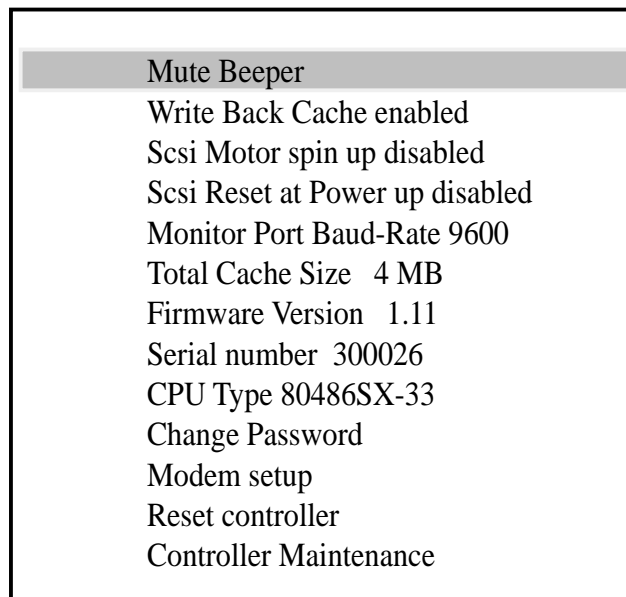 Mute Beeper
Write Back Cache enabled
Scsi Motor spin up disabled
Scsi Reset at Power up disabled
Monitor Port Baud-Rate 9600
Total Cache Size   4 MB
Firmware Version   1.11
Serial number  300026
CPU Type 80486SX-33
Change Password
Modem setup
Reset controller
Controller Maintenance